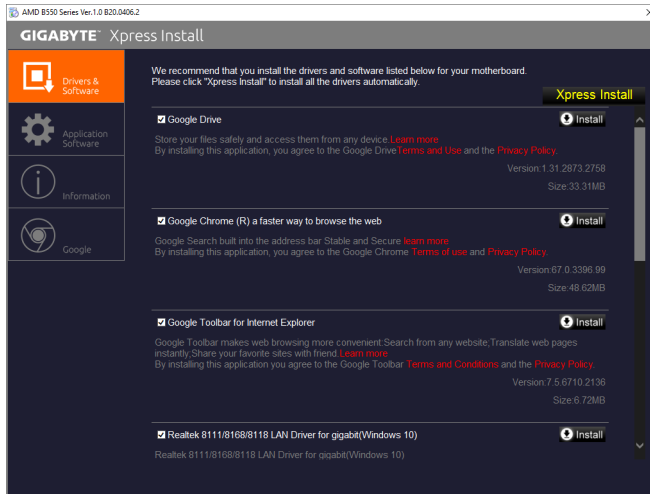 AMD B550 Series Ver.1.0 B20.0406.2
GIGABYTE™ Xpress Install
Drivers &
Software
Application
Software
Information
Google
We recommend that you install the drivers and software listed below for your motherboard.
Please click "Xpress Install" to install all the drivers automatically.
Xpress Install
Google Drive
Install
Store your files safely and access them from any device.Learn more
By installing this application, you agree to the Google DriveTerms and Use and the Privacy Policy.
Version:1.31.2873.2758
Size:33.31MB
Google Chrome (R) a faster way to browse the web
Install
Google Search built into the address bar Stable and Secure learn more
By installing this application, you agree to the Google Chrome Terms of use and Privacy Policy.
Version:67.0.3396.99
Size:48.62MB
Google Toolbar for Internet Explorer
Install
Google Toolbar makes web browsing more convenient:Search from any website;Translate web pages
instantly;Share your favorite sites with friend.Learn more
By installing this application you agree to the Google Toolbar Terms and Conditions and the Privacy Policy.
Version:7.5.6710.2136
Size:6.72MB
Realtek 8111/8168/8118 LAN Driver for gigabit(Windows 10)
Install
Realtek 8111/8168/8118 LAN Driver for gigabit(Windows 10)